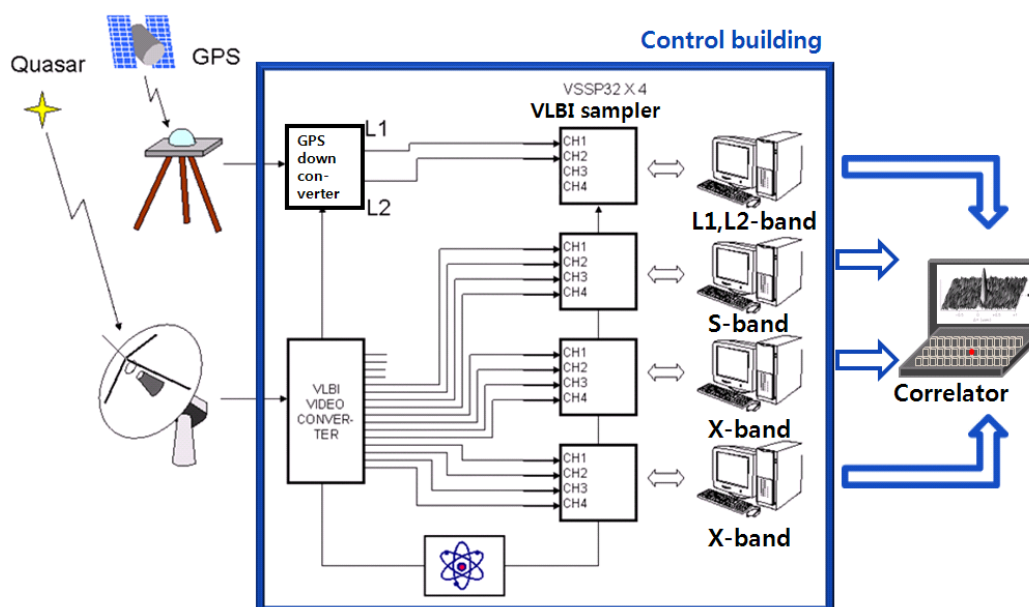 Control building
Quasar
GPS
VSSP32 X 4
VLBI sampler
GPS
down
con-
verter
L1
L2
CH1
CH2
CH3
CH4
L1,L2-band
CH1
CH2
CH3
CH4
S-band
VLBI
VIDEO
CONVER-
TER
CH1
CH2
CH3
CH4
X-band
Correlator
CH1
CH2
CH3
CH4
X-band